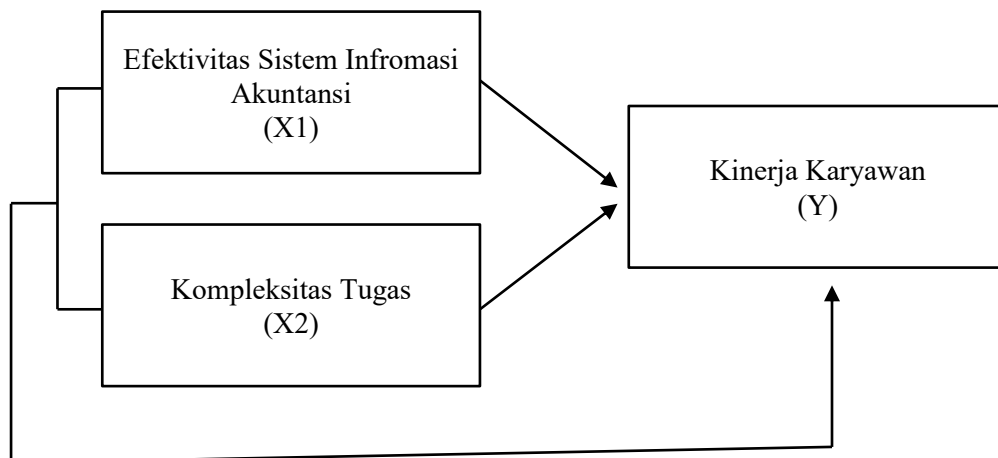 Efektivitas Sistem Infromasi
Akuntansi
(X1)
Kinerja Karyawan
(Y)
Kompleksitas Tugas
(X2)